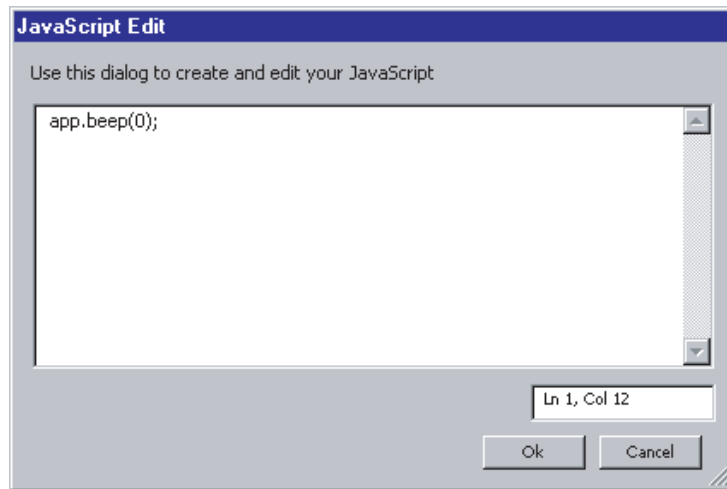 JavaScript Edit
Use this dialog to create and edit your JavaScript
app.beep(0);
Ln 1, Col 12
Ok Cancel